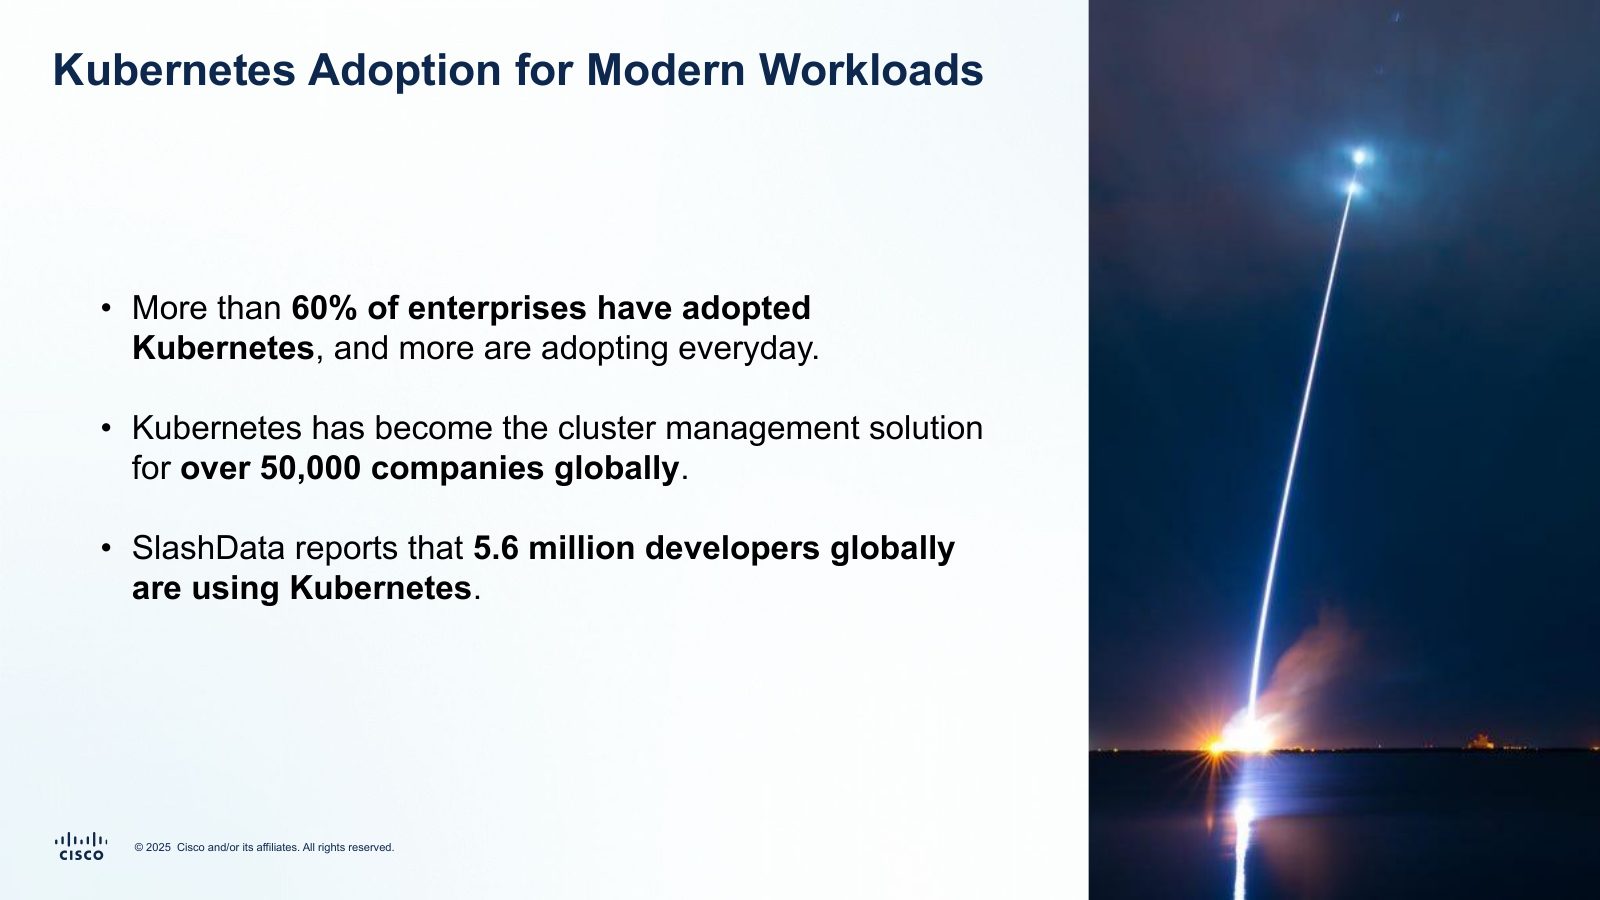 Kubernetes Adoption for Modern Workloads
• More than 60% of enterprises have adopted
Kubernetes, and more are adopting everyday.
• Kubernetes has become the cluster management solution
for over 50,000 companies globally.
• SlashData reports that 5.6 million developers globally
are using Kubernetes.
CISCO
© 2025 Cisco and/or its affiliates. All rights reserved.